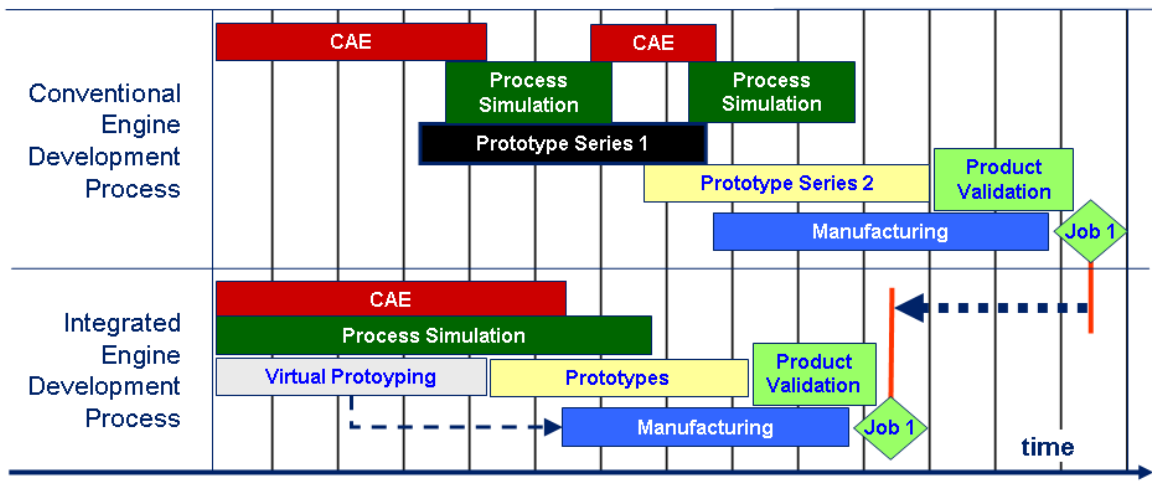 Conventional
Engine
Development
Process
CAE
CAE
Process
Simulation
Process
Simulation
Prototype Series 1
Prototype Series 2
Product
Validation
Manufacturing
Job 1
Integrated
Engine
Development
Process
CAE
Process Simulation
Virtual Protoyping
Prototypes
Product
Validation
Manufacturing
Job 1
time